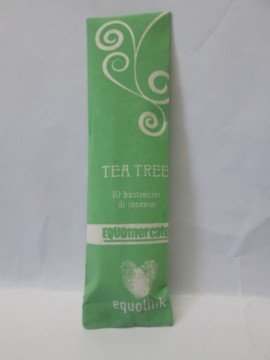 TEA TREE
10 bastoncini
di incenso
EQUOmercato
equolink